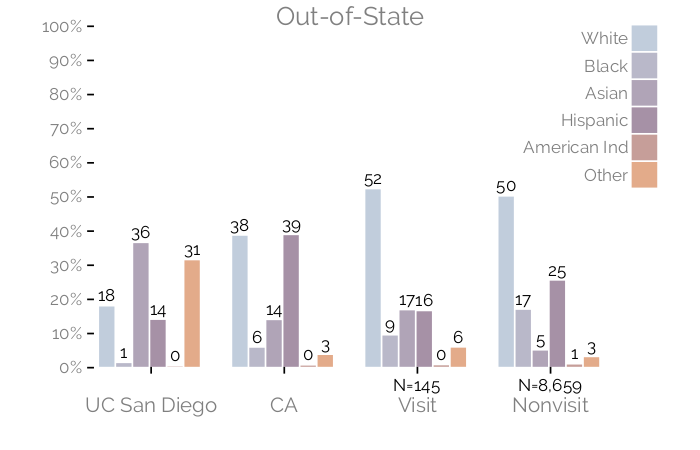 Out-of-State
100%
90%
80%
70%
60%
50%
40%
30%
20%
10%
0%
White
Black
Asian
Hispanic
American Ind
Other
18 1 36 14 0 31
38 6 14 39 0 3
52 9 17 16 0 6
50 17 5 25 1 3
N=145 N=8,659
UC San Diego CA Visit Nonvisit